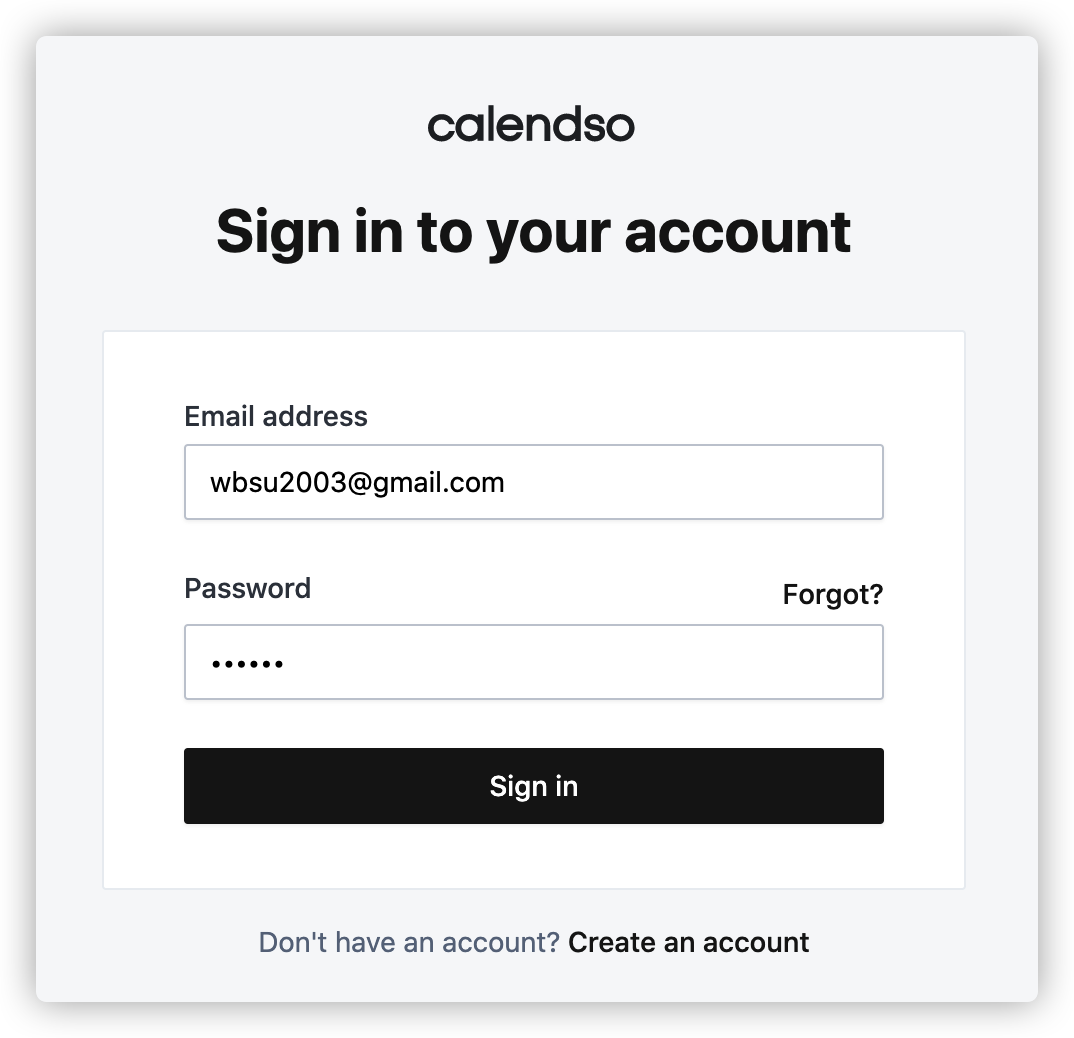 calendso
Sign in to your account
Email address
wbsu2003@gmail.com
Password
Forgot?
••••••
Sign in
Don't have an account? Create an account